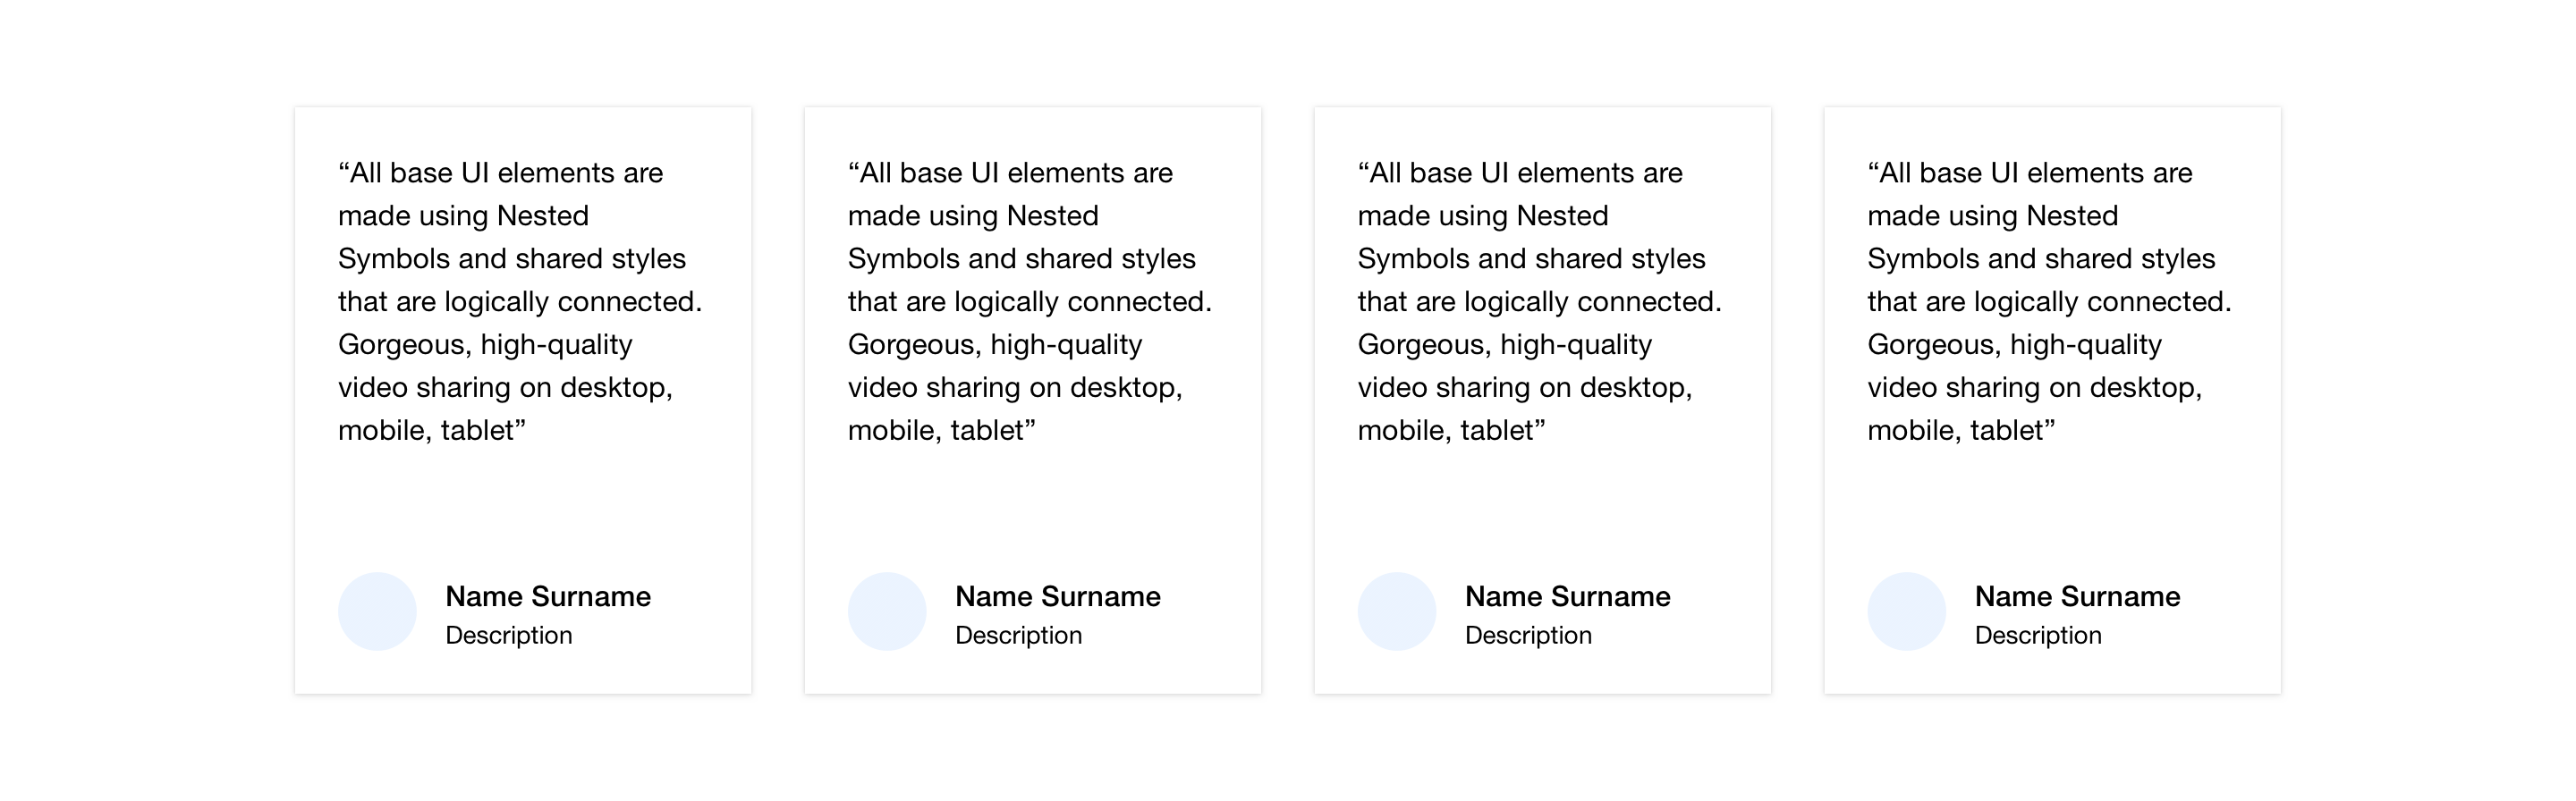 “All base UI elements are
made using Nested
Symbols and shared styles
that are logically connected.
Gorgeous, high-quality
video sharing on desktop,
mobile, tablet”
Name Surname
Description
“All base UI elements are
made using Nested
Symbols and shared styles
that are logically connected.
Gorgeous, high-quality
video sharing on desktop,
mobile, tablet”
Name Surname
Description
“All base UI elements are
made using Nested
Symbols and shared styles
that are logically connected.
Gorgeous, high-quality
video sharing on desktop,
mobile, tablet”
Name Surname
Description
“All base UI elements are
made using Nested
Symbols and shared styles
that are logically connected.
Gorgeous, high-quality
video sharing on desktop,
mobile, tablet”
Name Surname
Description